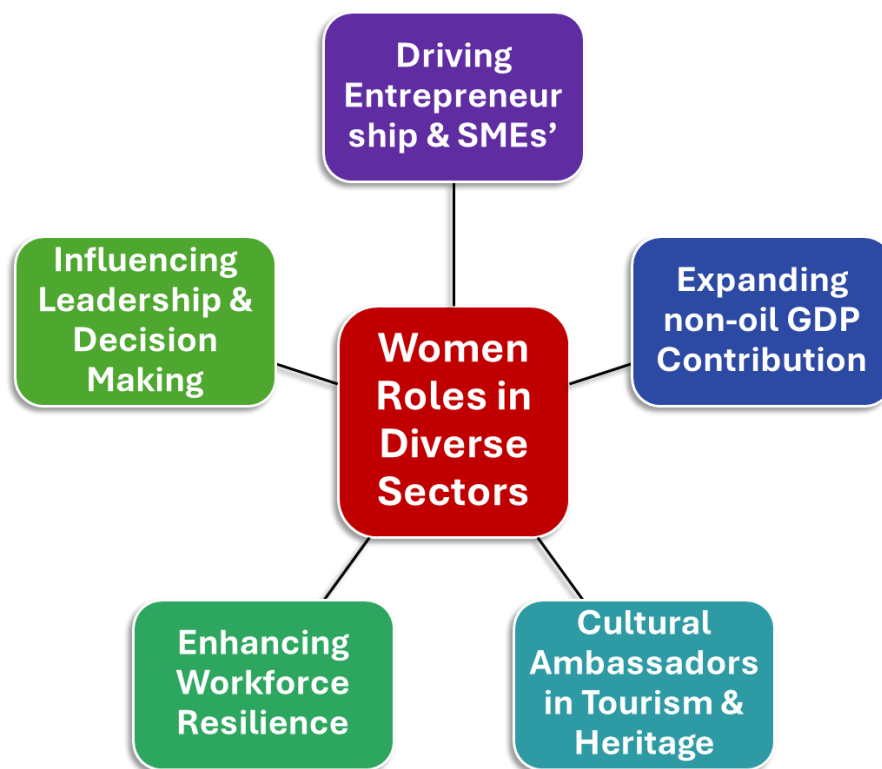 Driving
Entrepreneur
ship & SMEs’
Influencing
Leadership &
Decision
Making
Expanding
non-oil GDP
Contribution
Women
Roles in
Diverse
Sectors
Enhancing
Workforce
Resilience
Cultural
Ambassadors
in Tourism &
Heritage